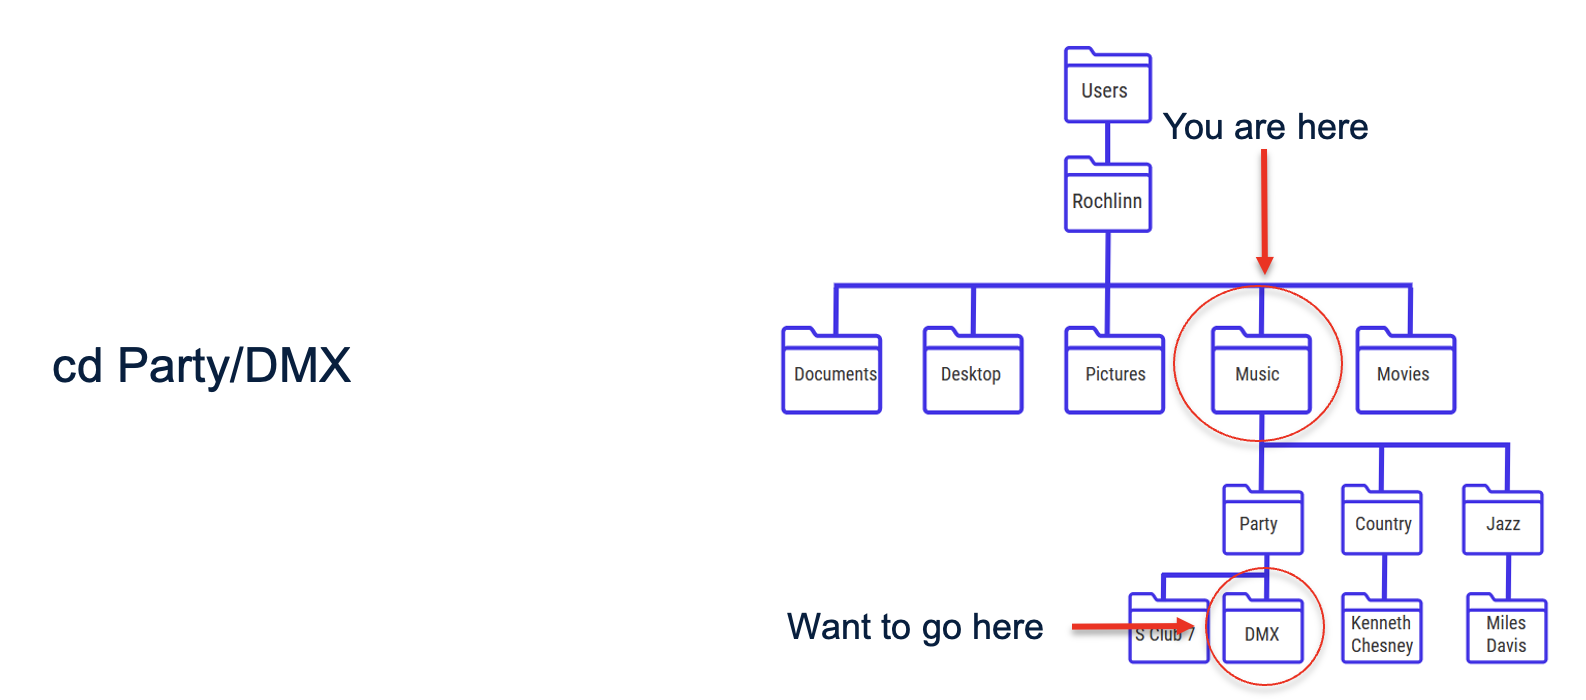 Users
You are here
Rochlinn
cd Party/DMX
Documents
Desktop
Pictures
Music
Movies
Party
Country
Jazz
Want to go here
S Club 7
DMX
Kenneth
Chesney
Miles
Davis